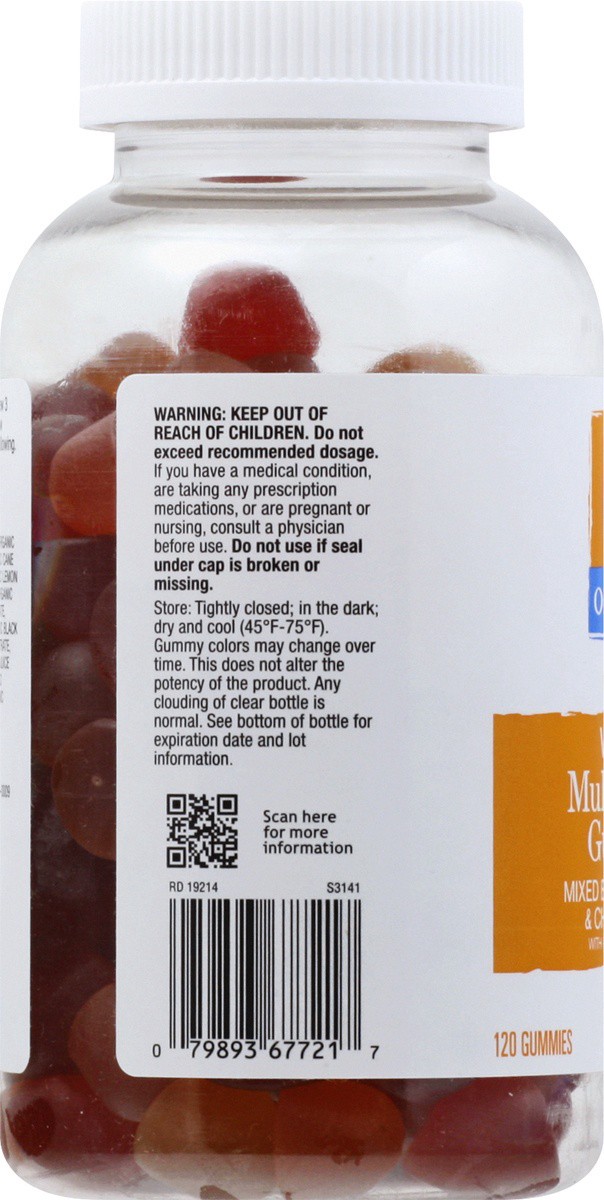 WARNING: KEEP OUT OF
REACH OF CHILDREN. Do not
exceed recommended dosage.
If you have a medical condition,
are taking any prescription
medications, or are pregnant or
nursing, consult a physician
before use. Do not use if seal
under cap is broken or
missing.
Store: Tightly closed; in the dark;
dry and cool (45°F-75°F).
Gummy colors may change over
time. This does not alter the
potency of the product. Any
clouding of clear bottle is
normal. See bottom of bottle for
expiration date and lot
information.
Scan here
for more
information
RD 19214 S3141
0 79893 67721 7
MIXED
&
120 GUMMIES
LEMON
BLACK